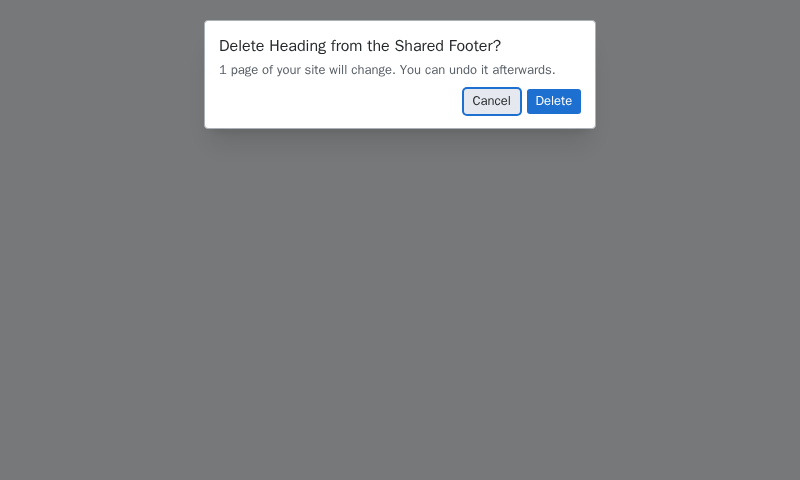 Delete Heading from the Shared Footer?
1 page of your site will change. You can undo it afterwards.
Cancel Delete